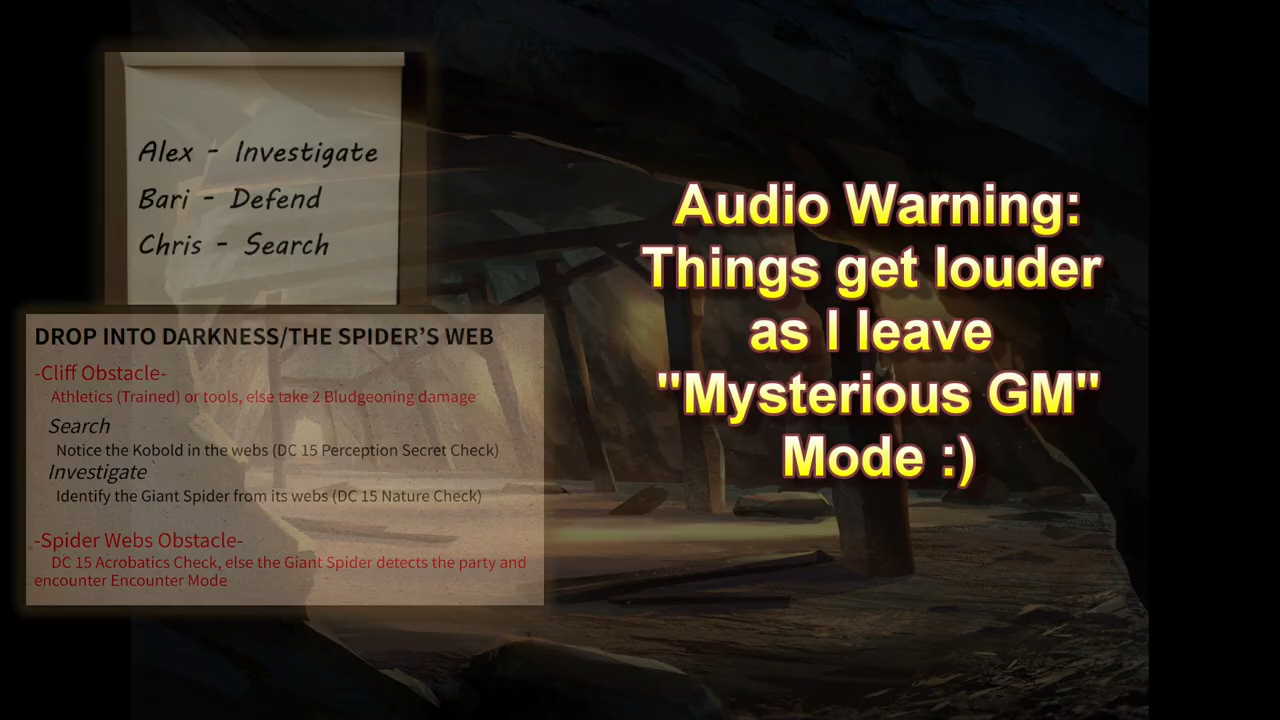 Alex - Investigate
Bari - Defend
Chris - Search
DROP INTO DARKNESS/THE SPIDER'S WEB
-Cliff Obstacle-
Athletics (Trained) or tools, else take 2 Bludgeoning damage
Search
Notice the Kobold in the webs (DC 15 Perception Secret Check)
Investigate
Identify the Giant Spider from its webs (DC 15 Nature Check)
-Spider Webs Obstacle-
DC 15 Acrobatics Check, else the Giant Spider detects the party and
encounter Encounter Mode
Audio Warning:
Things get louder
as I leave
"Mysterious GM"
Mode :)